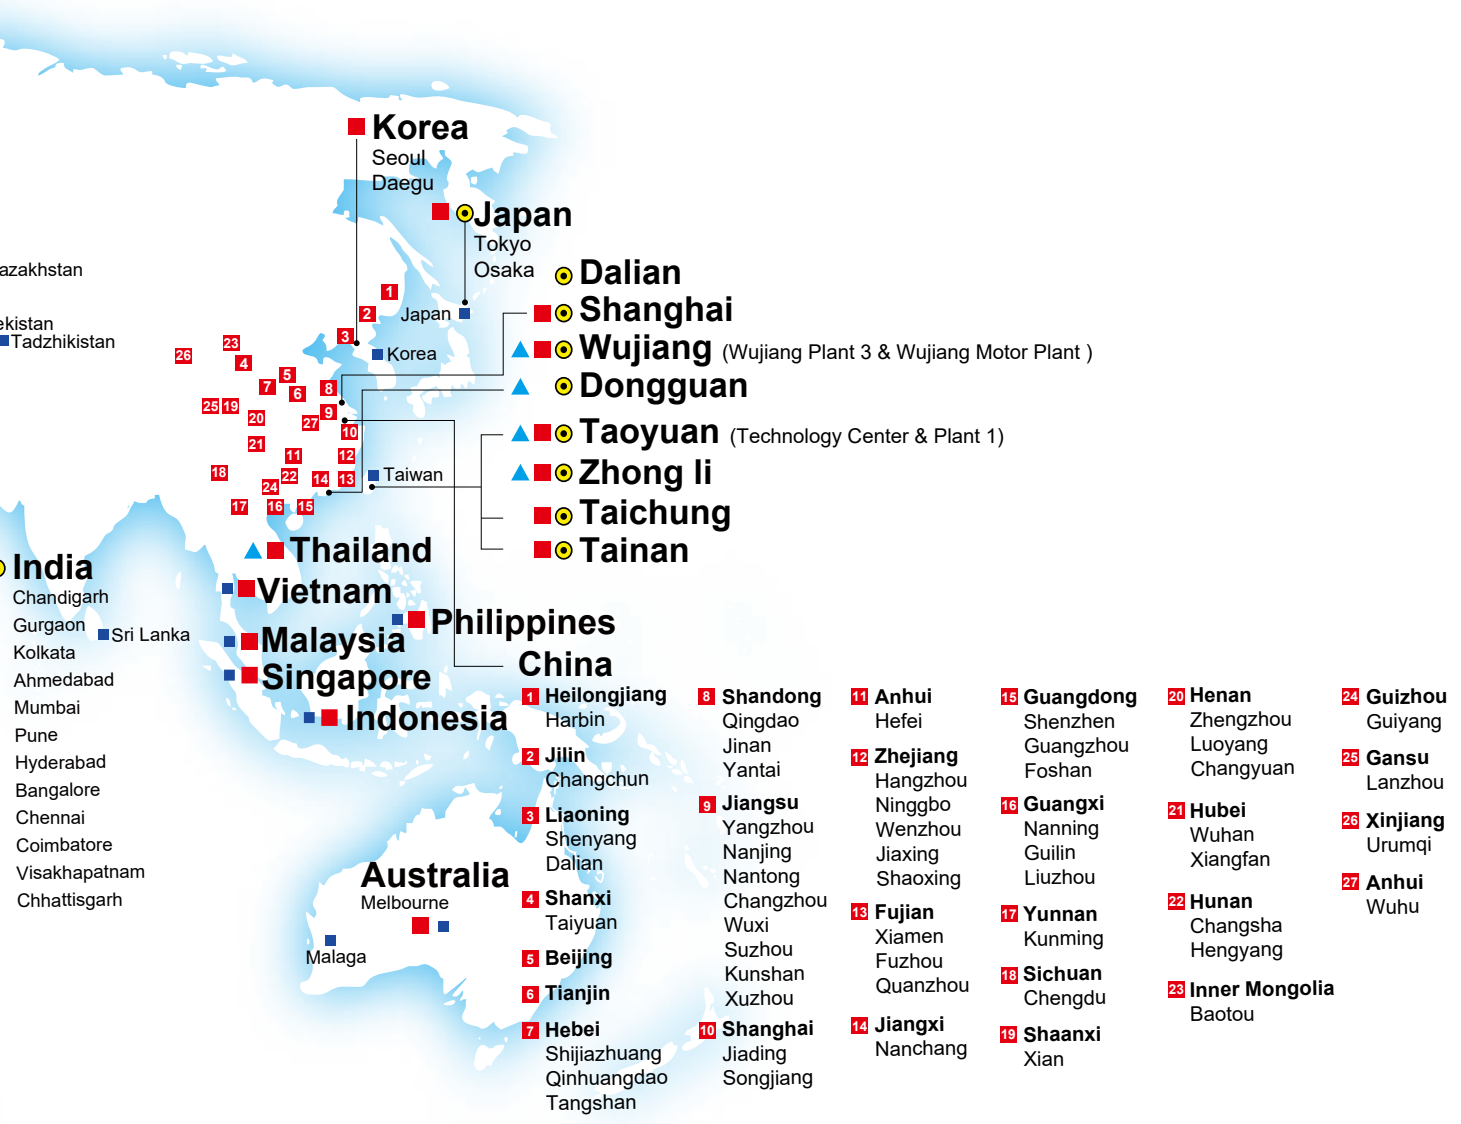 Korea
Seoul
Daegu
Japan
Tokyo
Osaka
Dalian
Shanghai
Wujiang (Wujiang Plant 3 & Wujiang Motor Plant )
Dongguan
Taoyuan (Technology Center & Plant 1)
Zhong li
Taichung
Tainan
azakhstan
ekistan
Tadzhikistan
Japan
Korea
Taiwan
1
2
3
23
26
4
5
7
6
8
25
19
9
20
27
10
21
11
12
18
22
14
13
24
17
16
15
Thailand
Vietnam
Malaysia
Singapore
Indonesia
Philippines
India
Chandigarh
Gurgaon
Kolkata
Ahmedabad
Mumbai
Pune
Hyderabad
Bangalore
Chennai
Coimbatore
Visakhapatnam
Chhattisgarh
Sri Lanka
Australia
Melbourne
Malaga
China
1 Heilongjiang
Harbin
2 Jilin
Changchun
3 Liaoning
Shenyang
Dalian
4 Shanxi
Taiyuan
5 Beijing
6 Tianjin
7 Hebei
Shijiazhuang
Qinhuangdao
Tangshan
8 Shandong
Qingdao
Jinan
Yantai
9 Jiangsu
Yangzhou
Nanjing
Nantong
Changzhou
Wuxi
Suzhou
Kunshan
Xuzhou
10 Shanghai
Jiading
Songjiang
11 Anhui
Hefei
12 Zhejiang
Hangzhou
Ninggbo
Wenzhou
Jiaxing
Shaoxing
13 Fujian
Xiamen
Fuzhou
Quanzhou
14 Jiangxi
Nanchang
15 Guangdong
Shenzhen
Guangzhou
Foshan
16 Guangxi
Nanning
Guilin
Liuzhou
17 Yunnan
Kunming
18 Sichuan
Chengdu
19 Shaanxi
Xian
20 Henan
Zhengzhou
Luoyang
Changyuan
21 Hubei
Wuhan
Xiangfan
22 Hunan
Changsha
Hengyang
23 Inner Mongolia
Baotou
24 Guizhou
Guiyang
25 Gansu
Lanzhou
26 Xinjiang
Urumqi
27 Anhui
Wuhu